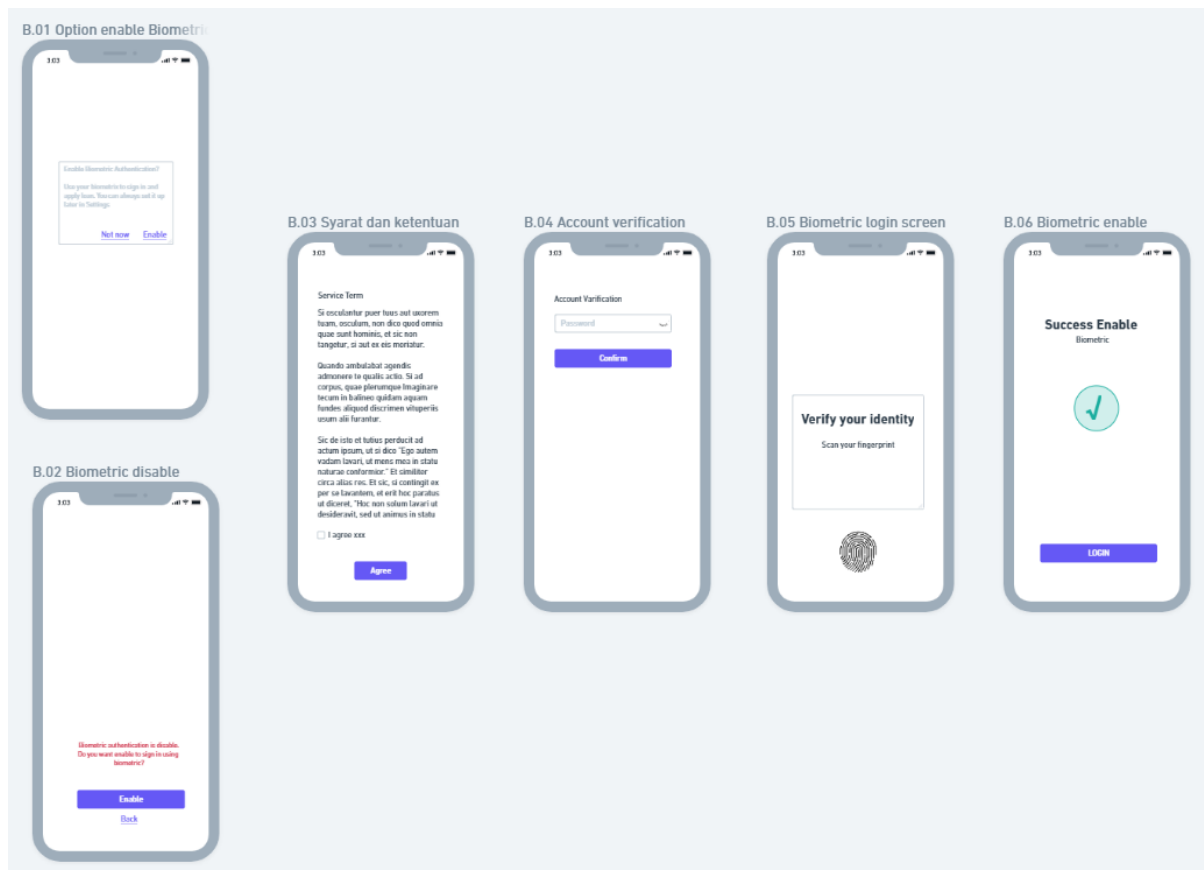 B.01 Option enable Biometric
3:03
Enable Biometric Authentication?
Use your biometric to sign in and
apply loan. You can always set it up
later in Settings.
Not now Enable
B.02 Biometric disable
3:03
Biometric authentication is disable.
Do you want enable to sign in using
biometric?
Enable
Back
B.03 Syarat dan ketentuan
3:03
Service Term
Si osculantur puer tuus aut uxorem
tuam, osculum, non dico quod omnia
quae sunt hominis, et sic non
tangetur, si aut ex eis moriatur.
Quando ambulabat agendis
admonere te qualis actio. Si ad
corpus, quae plerumque Imaginare
tecum in balineo quidam aquam
fundes aliquod discrimen vituperiis
usum alii furantur.
Sic de isto et tutius perducit ad
actum ipsum, ut si dico "Ego autem
vadam lavari, ut mens mea in statu
naturae conformior." Et similiter
circa alias res. Et sic, si contingit ex
per se lavantem, et erit hoc paratus
ut diceret, "Hoc non solum lavari ut
desideravit, sed ut animus in statu
I agree xxx
Agree
B.04 Account verification
3:03
Account Varification
Password
Confirm
B.05 Biometric login screen
3:03
Verify your identity
Scan your fingerprint
B.06 Biometric enable
3:03
Success Enable
Biometric
LOGIN